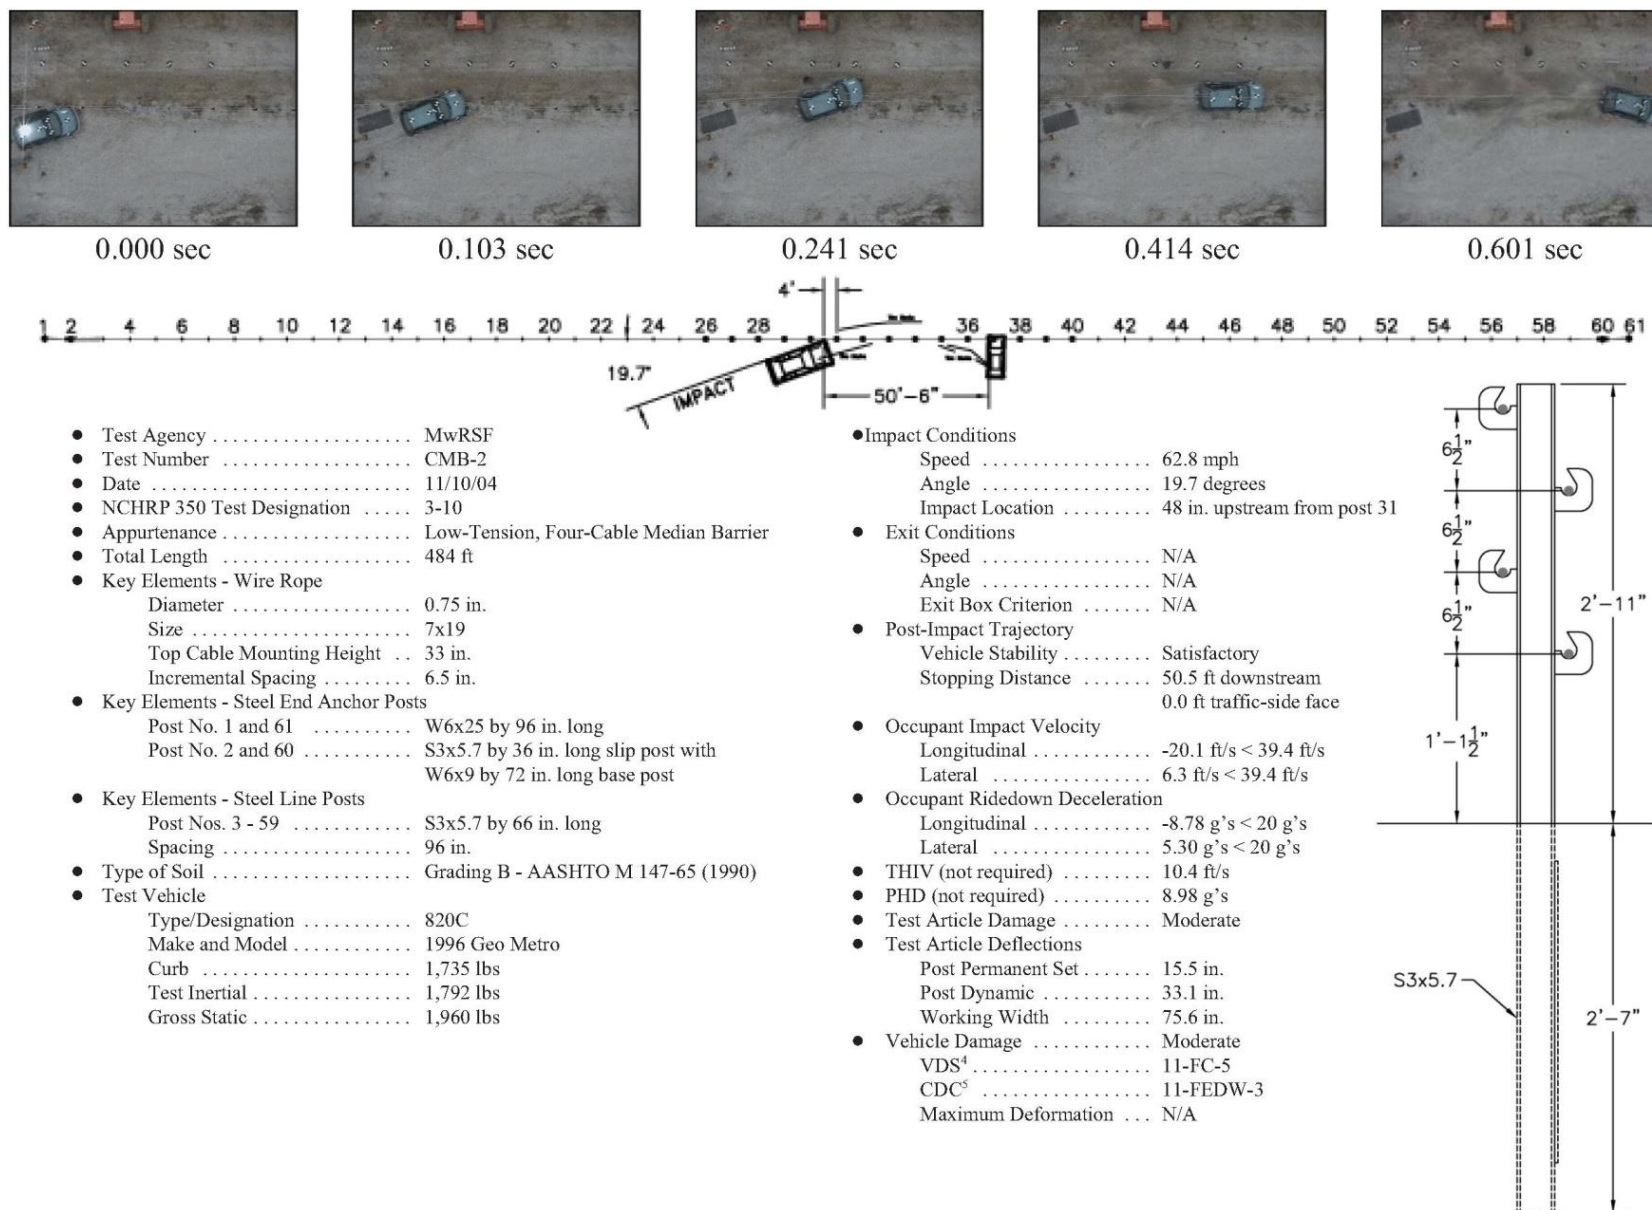 0.000 sec
0.103 sec
0.241 sec
0.414 sec
0.601 sec
4'
1 2 4 6 8 10 12 14 16 18 20 22 24 26 28 36 38 40 42 44 46 48 50 52 54 56 58 60 61
19.7°
IMPACT
50'-6"
● Test Agency .................... MwRSF
● Test Number .................. CMB-2
● Date ............................ 11/10/04
● NCHRP 350 Test Designation ..... 3-10
● Appurtenance .................. Low-Tension, Four-Cable Median Barrier
● Total Length .................. 484 ft
● Key Elements - Wire Rope
Diameter .................. 0.75 in.
Size ...................... 7x19
Top Cable Mounting Height .. 33 in.
Incremental Spacing ......... 6.5 in.
● Key Elements - Steel End Anchor Posts
Post No. 1 and 61 .......... W6x25 by 96 in. long
Post No. 2 and 60 .......... S3x5.7 by 36 in. long slip post with
W6x9 by 72 in. long base post
● Key Elements - Steel Line Posts
Post Nos. 3 - 59 ............ S3x5.7 by 66 in. long
Spacing ................... 96 in.
● Type of Soil ................... Grading B - AASHTO M 147-65 (1990)
● Test Vehicle
Type/Designation .......... 820C
Make and Model ............ 1996 Geo Metro
Curb .................... 1,735 lbs
Test Inertial ................ 1,792 lbs
Gross Static ................ 1,960 lbs
●Impact Conditions
Speed ................. 62.8 mph
Angle ................. 19.7 degrees
Impact Location ......... 48 in. upstream from post 31
● Exit Conditions
Speed ................. N/A
Angle ................. N/A
Exit Box Criterion ....... N/A
● Post-Impact Trajectory
Vehicle Stability ......... Satisfactory
Stopping Distance ....... 50.5 ft downstream
0.0 ft traffic-side face
● Occupant Impact Velocity
Longitudinal ............ -20.1 ft/s < 39.4 ft/s
Lateral ................ 6.3 ft/s < 39.4 ft/s
● Occupant Ridedown Deceleration
Longitudinal ............ -8.78 g's < 20 g's
Lateral ................ 5.30 g's < 20 g's
● THIV (not required) ......... 10.4 ft/s
● PHD (not required) .......... 8.98 g's
● Test Article Damage ......... Moderate
● Test Article Deflections
Post Permanent Set ....... 15.5 in.
Post Dynamic ........... 33.1 in.
Working Width ......... 75.6 in.
● Vehicle Damage ............ Moderate
VDS⁴ .................. 11-FC-5
CDC⁵ ................. 11-FEDW-3
Maximum Deformation ... N/A
6½"
6½"
6½"
2'-11"
1'-1½"
S3x5.7
2'-7"